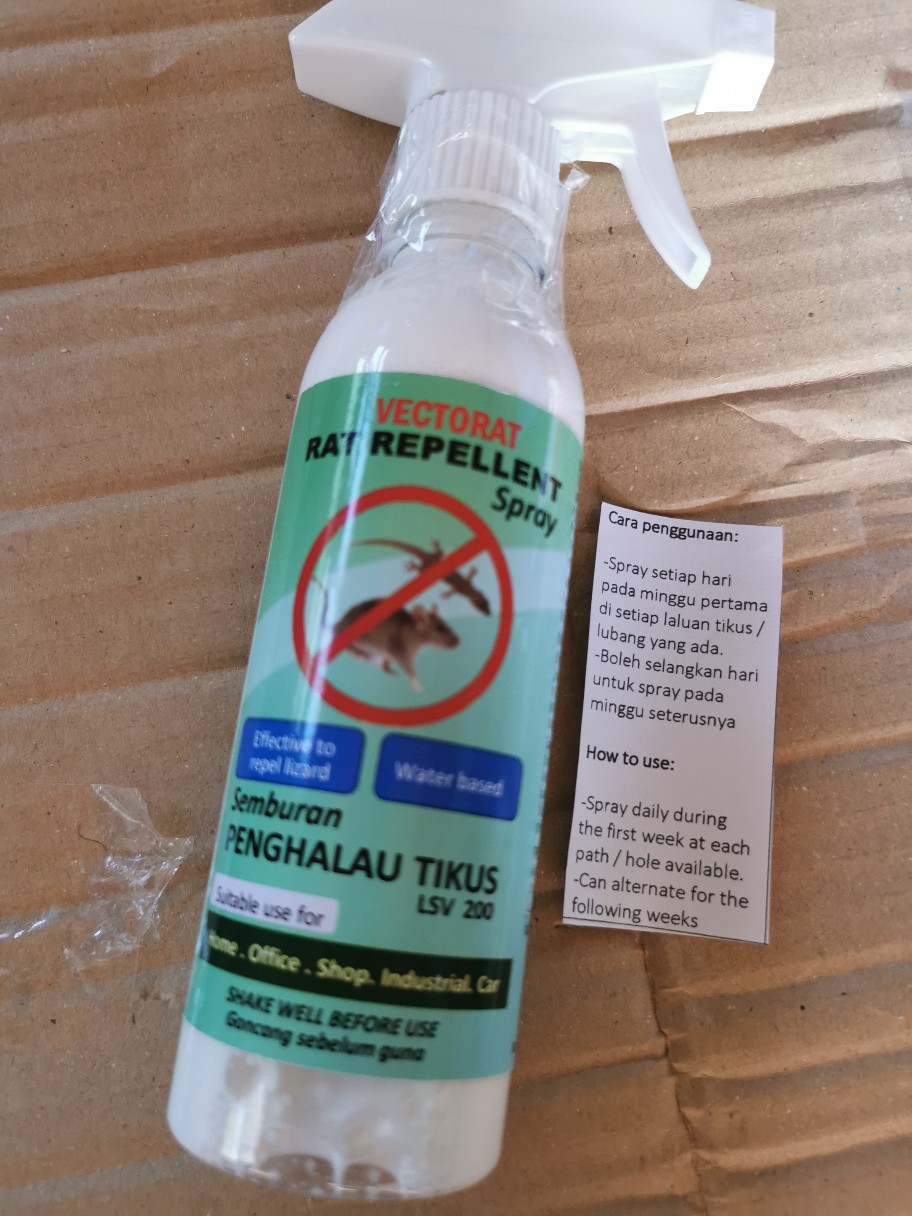 VECTORAT
RAT REPELLENT
Spray
Effective to
repel lizard
Water based
Semburan
PENGHALAU TIKUS
LSV 200
Suitable use for
Home . Office . Shop. Industrial. Car
SHAKE WELL BEFORE USE
Goncang sebelum guna
Cara penggunaan:
-Spray setiap hari
pada minggu pertama
di setiap laluan tikus /
lubang yang ada.
-Boleh selangkan hari
untuk spray pada
minggu seterusnya
How to use:
-Spray daily during
the first week at each
path / hole available.
-Can alternate for the
following weeks